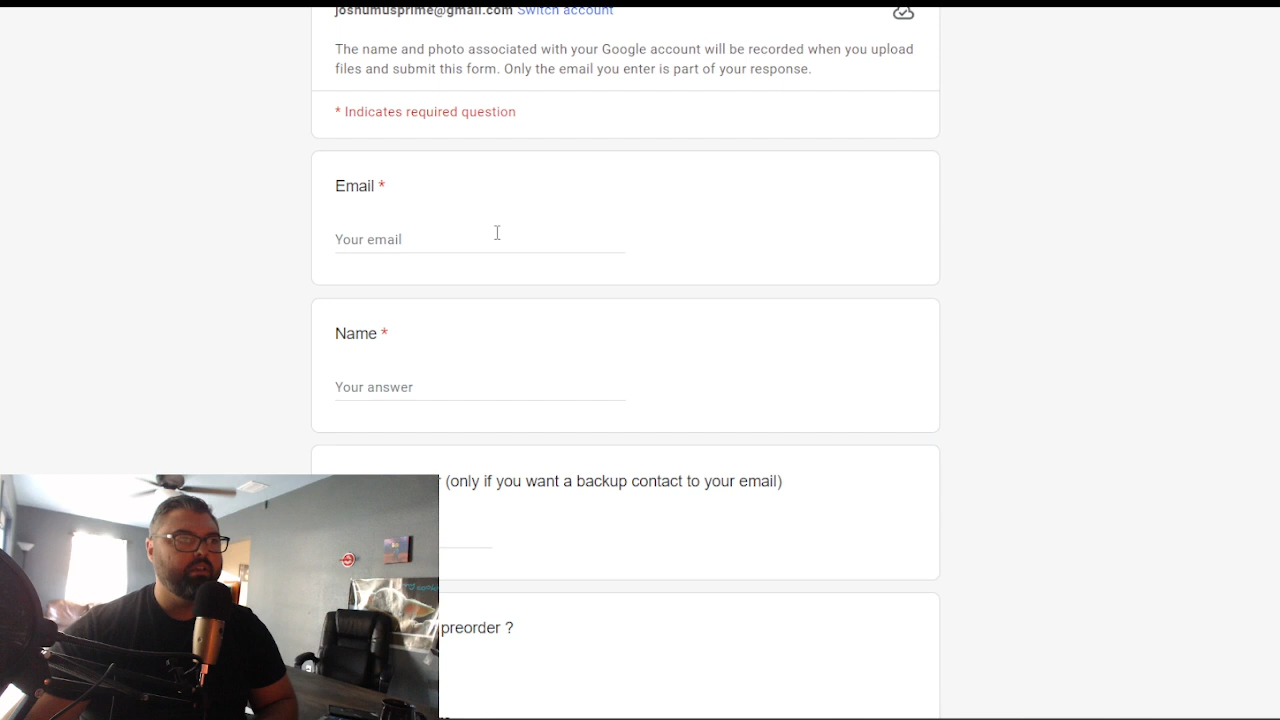 joshumusprime@gmail.com Switch account
The name and photo associated with your Google account will be recorded when you upload
files and submit this form. Only the email you enter is part of your response.
* Indicates required question
Email *
Your email
Name *
Your answer
(only if you want a backup contact to your email)
preorder ?